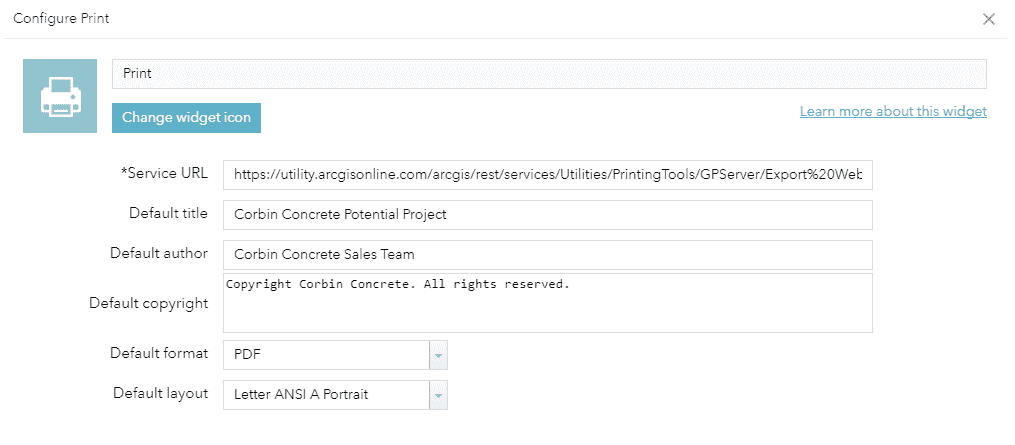 Configure Print
Print
Change widget icon
Learn more about this widget
*Service URL https://utility.arcgisonline.com/arcgis/rest/services/Utilities/PrintingTools/GPServer/Export%20Web
Default title Corbin Concrete Potential Project
Default author Corbin Concrete Sales Team
Default copyright Copyright Corbin Concrete. All rights reserved.
Default format PDF
Default layout Letter ANSI A Portrait